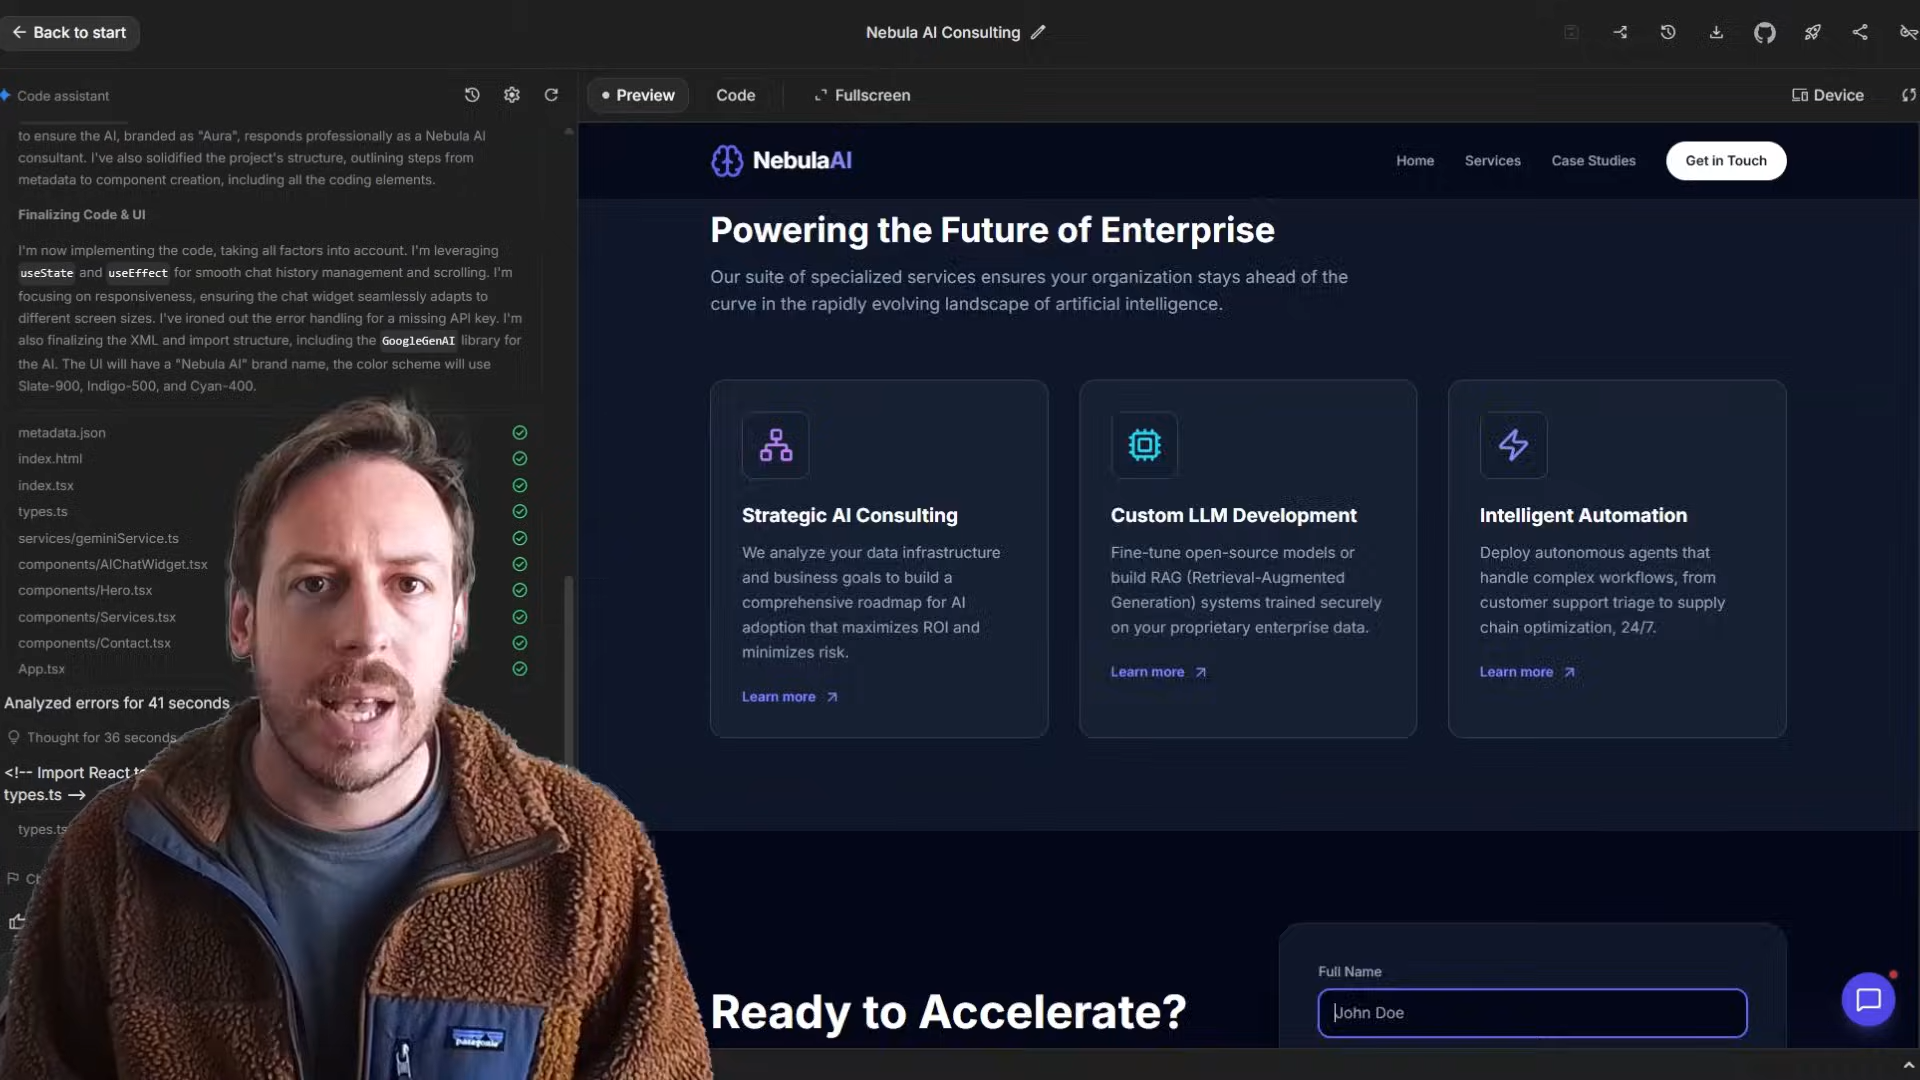 Back to start
Nebula AI Consulting
Code assistant
Preview
Code
Fullscreen
Device
to ensure the AI, branded as "Aura", responds professionally as a Nebula AI
consultant. I've also solidified the project's structure, outlining steps from
metadata to component creation, including all the coding elements.
Finalizing Code & UI
I'm now implementing the code, taking all factors into account. I'm leveraging
useState and useEffect for smooth chat history management and scrolling. I'm
focusing on responsiveness, ensuring the chat widget seamlessly adapts to
different screen sizes. I've ironed out the error handling for a missing API key. I'm
also finalizing the XML and import structure, including the GoogleGenAI library for
the AI. The UI will have a "Nebula AI" brand name, the color scheme will use
Slate-900, Indigo-500, and Cyan-400.
metadata.json
index.html
index.tsx
types.ts
services/geminiService.ts
components/AIChatWidget.tsx
components/Hero.tsx
components/Services.tsx
components/Contact.tsx
App.tsx
Analyzed errors for 41 seconds
Thought for 36 seconds
<!-- Import React
types.ts -->
types.ts
NebulaAI
Home
Services
Case Studies
Get in Touch
Powering the Future of Enterprise
Our suite of specialized services ensures your organization stays ahead of the
curve in the rapidly evolving landscape of artificial intelligence.
Strategic AI Consulting
We analyze your data infrastructure
and business goals to build a
comprehensive roadmap for AI
adoption that maximizes ROI and
minimizes risk.
Learn more
Custom LLM Development
Fine-tune open-source models or
build RAG (Retrieval-Augmented
Generation) systems trained securely
on your proprietary enterprise data.
Learn more
Intelligent Automation
Deploy autonomous agents that
handle complex workflows, from
customer support triage to supply
chain optimization, 24/7.
Learn more
Ready to Accelerate?
Full Name
John Doe
patagonia